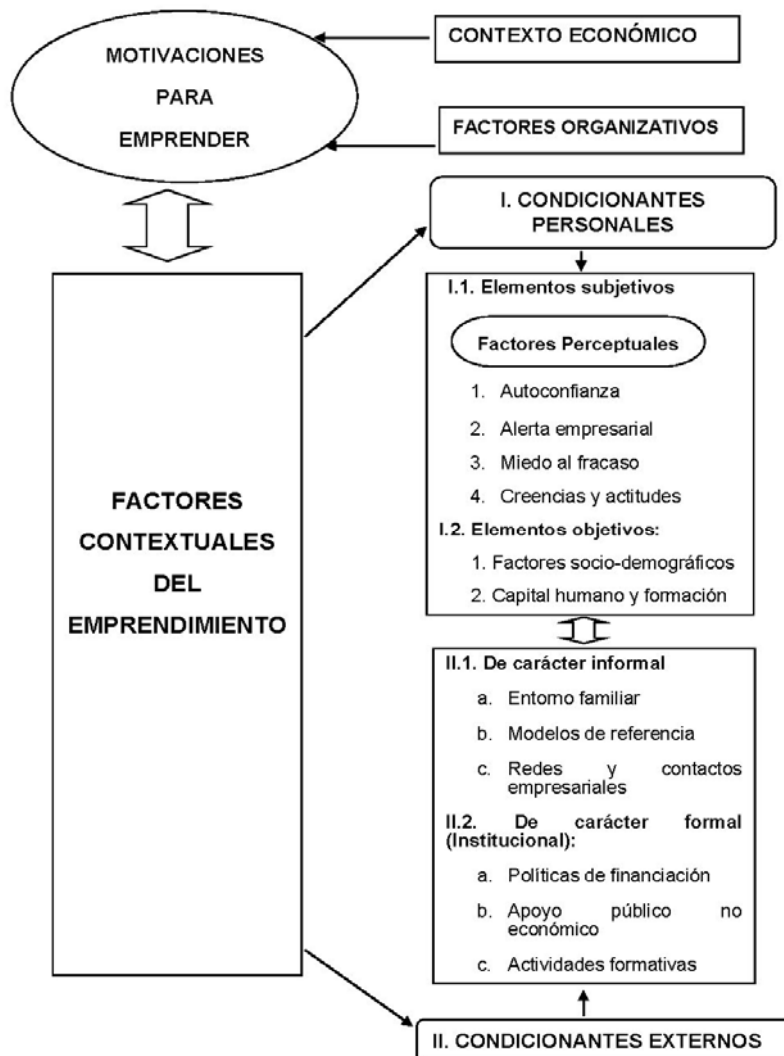 MOTIVACIONES
PARA
EMPRENDER
CONTEXTO ECONÓMICO
FACTORES ORGANIZATIVOS
I. CONDICIONANTES
PERSONALES
I.1. Elementos subjetivos
Factores Perceptuales
1. Autoconfianza
2. Alerta empresarial
3. Miedo al fracaso
4. Creencias y actitudes
I.2. Elementos objetivos:
1. Factores socio-demográficos
2. Capital humano y formación
FACTORES
CONTEXTUALES
DEL
EMPRENDIMIENTO
II.1. De carácter informal
a. Entorno familiar
b. Modelos de referencia
c. Redes y contactos
empresariales
II.2. De carácter formal
(Institucional):
a. Políticas de financiación
b. Apoyo público no
económico
c. Actividades formativas
II. CONDICIONANTES EXTERNOS